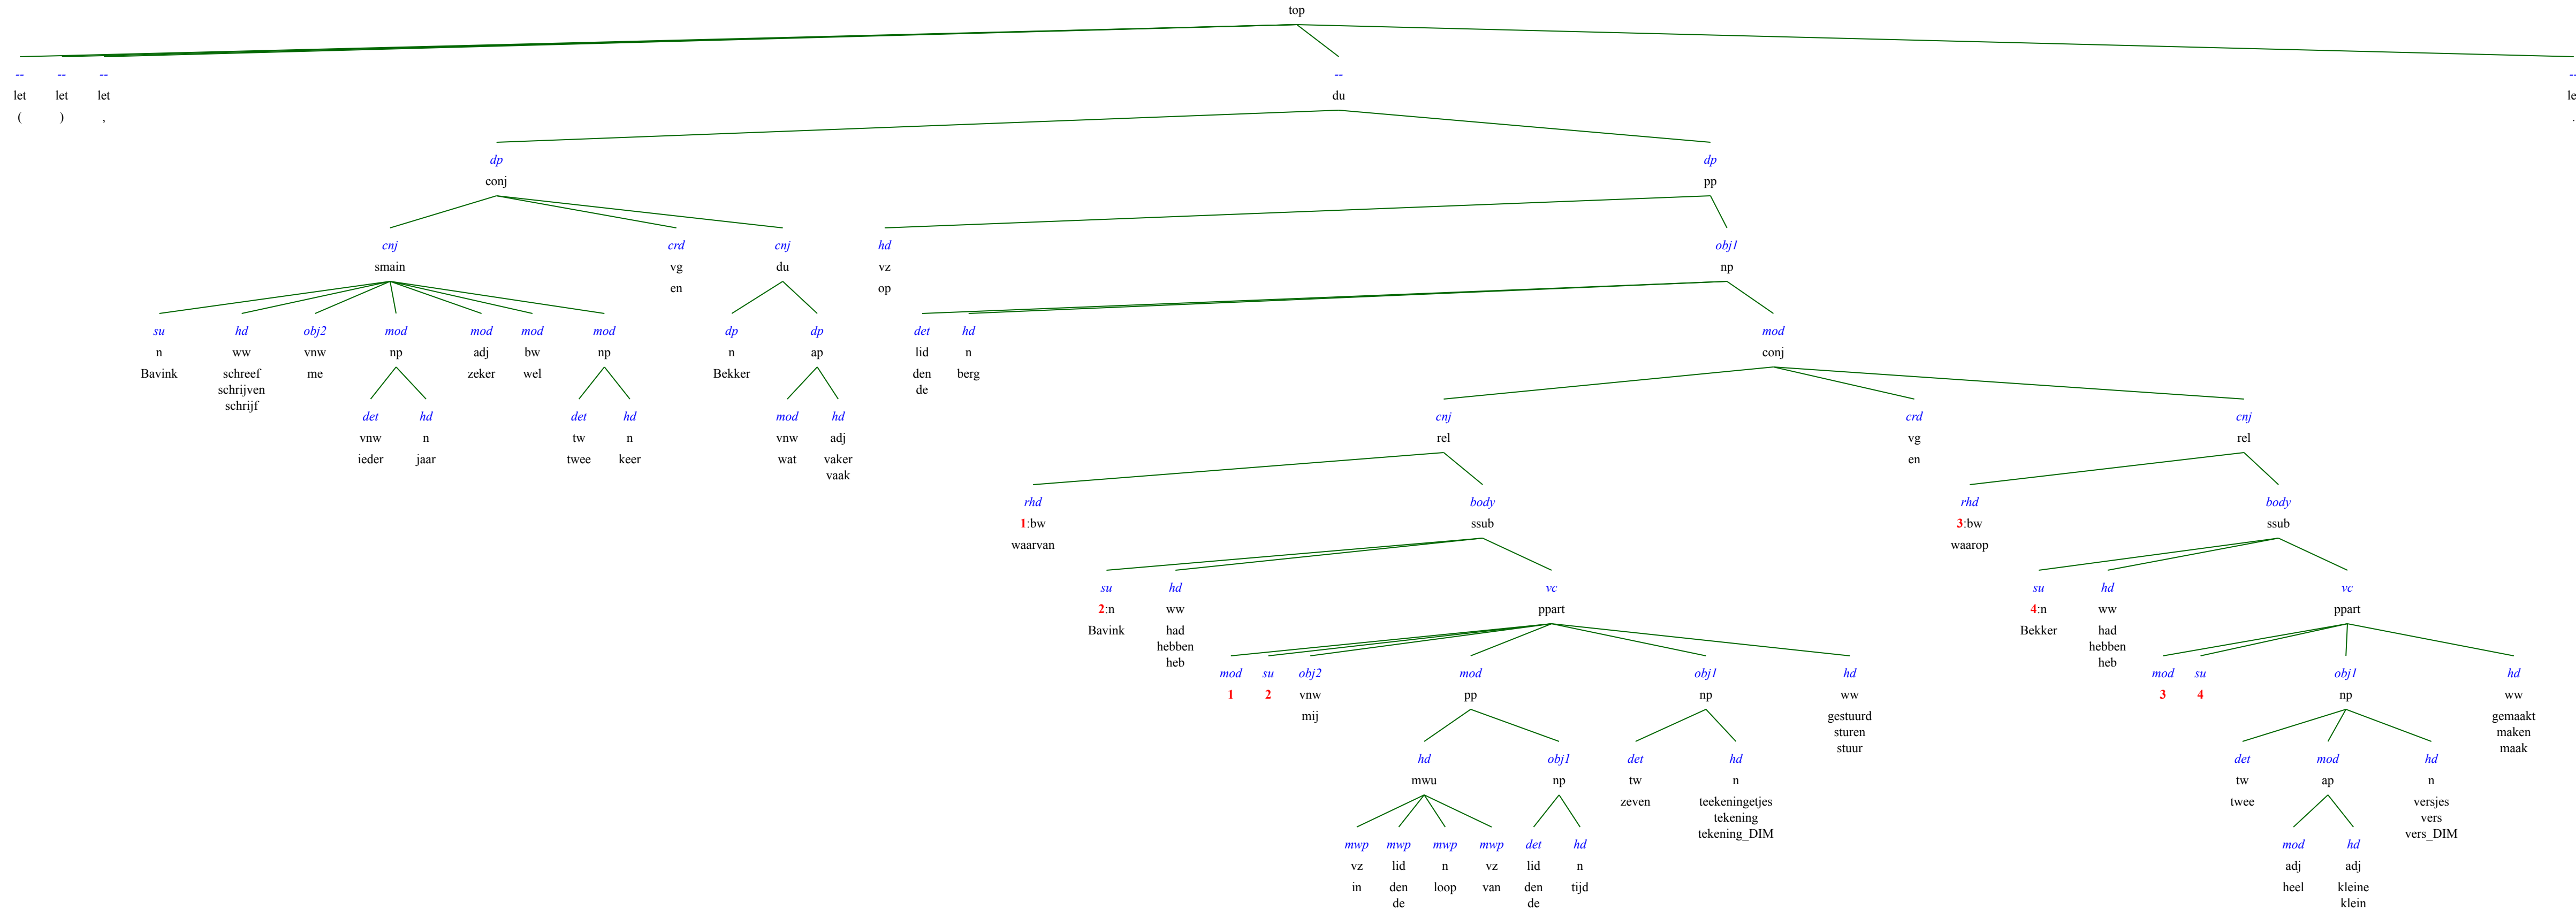 top
-- -- -- -- --
let let let du le
( ) , .
dp dp
conj pp
cnj crd cnj hd obj1
smain vg du vz np
en op
su hd obj2 mod mod mod mod dp dp det hd mod
n ww vnw np adj bw np n ap lid n conj
Bavink schreef me zeker wel Bekker den berg
schrijven de
schrijf
det hd det hd mod hd cnj crd cnj
vnw n tw n vnw adj rel vg rel
ieder jaar twee keer wat vaker en
vaak
rhd body rhd body
1:bw ssub 3:bw ssub
waarvan waarop
su hd vc su hd vc
2:n ww ppart 4:n ww ppart
Bavink had Bekker had
hebben hebben
heb heb
mod su obj2 mod obj1 hd mod su obj1 hd
1 2 vnw pp np ww 3 4 np ww
mij gestuurd gemaakt
sturen maken
stuur maak
hd obj1 det hd det mod hd
mwu np tw n tw ap n
zeven teekeningetjes twee versjes
tekening vers
tekening_DIM vers_DIM
mwp mwp mwp mwp det hd mod hd
vz lid n vz lid n adj adj
in den loop van den tijd heel kleine
de de klein